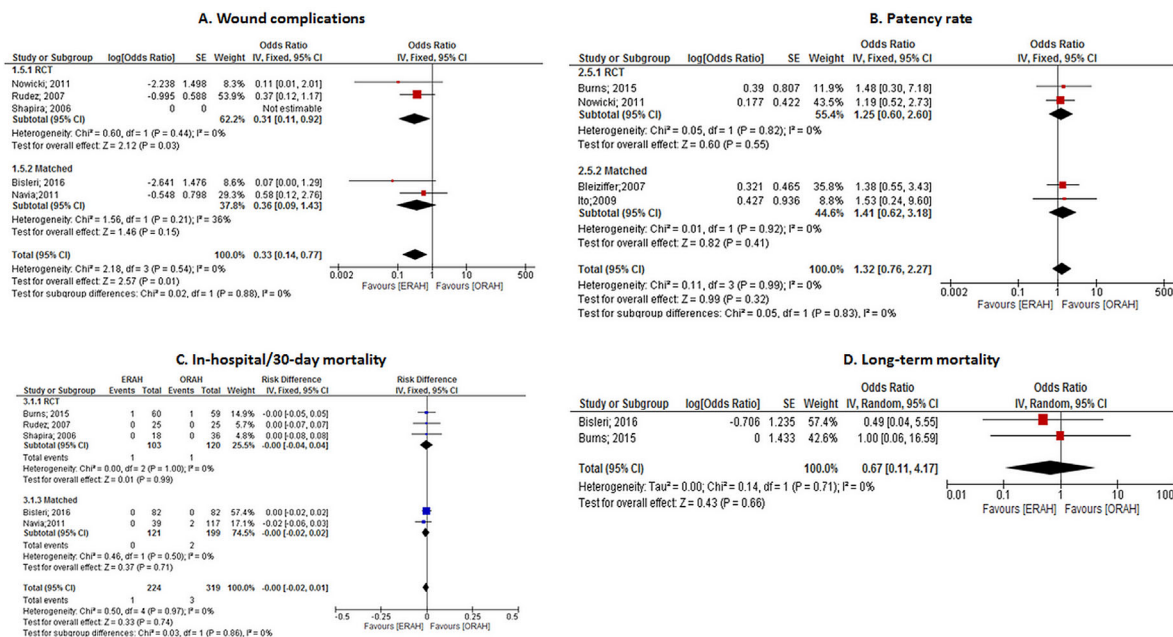 A. Wound complications
Odds Ratio Odds Ratio
Study or Subgroup log[Odds Ratio] SE Weight IV, Fixed, 95% CI IV, Fixed, 95% CI
1.5.1 RCT
Nowicki; 2011 -2.238 1.498 8.3% 0.11 [0.01, 2.01]
Rudez; 2007 -0.995 0.588 53.9% 0.37 [0.12, 1.17]
Shapira; 2006 0 0 Not estimable
Subtotal (95% CI) 62.2% 0.31 [0.11, 0.92]
Heterogeneity: Chi² = 0.60, df = 1 (P = 0.44); I² = 0%
Test for overall effect: Z = 2.12 (P = 0.03)
1.5.2 Matched
Bisleri; 2016 -2.641 1.476 8.6% 0.07 [0.00, 1.29]
Navia;2011 -0.548 0.798 29.3% 0.58 [0.12, 2.76]
Subtotal (95% CI) 37.8% 0.36 [0.09, 1.43]
Heterogeneity: Chi² = 1.56, df = 1 (P = 0.21); I² = 36%
Test for overall effect: Z = 1.46 (P = 0.15)
Total (95% CI) 100.0% 0.33 [0.14, 0.77]
Heterogeneity: Chi² = 2.18, df = 3 (P = 0.54); I² = 0%
Test for overall effect: Z = 2.57 (P = 0.01)
Test for subgroup differences: Chi² = 0.02, df = 1 (P = 0.88), I² = 0%
0.002 0.1 1 10 500
Favours [ERAH] Favours [ORAH]
B. Patency rate
Odds Ratio Odds Ratio
Study or Subgroup log[Odds Ratio] SE Weight IV, Fixed, 95% CI IV, Fixed, 95% CI
2.5.1 RCT
Burns; 2015 0.39 0.807 11.9% 1.48 [0.30, 7.18]
Nowicki; 2011 0.177 0.422 43.5% 1.19 [0.52, 2.73]
Subtotal (95% CI) 55.4% 1.25 [0.60, 2.60]
Heterogeneity: Chi² = 0.05, df = 1 (P = 0.82); I² = 0%
Test for overall effect: Z = 0.60 (P = 0.55)
2.5.2 Matched
Bleiziffer;2007 0.321 0.465 35.8% 1.38 [0.55, 3.43]
Ito;2009 0.427 0.936 8.8% 1.53 [0.24, 9.60]
Subtotal (95% CI) 44.6% 1.41 [0.62, 3.18]
Heterogeneity: Chi² = 0.01, df = 1 (P = 0.92); I² = 0%
Test for overall effect: Z = 0.82 (P = 0.41)
Total (95% CI) 100.0% 1.32 [0.76, 2.27]
Heterogeneity: Chi² = 0.11, df = 3 (P = 0.99); I² = 0%
Test for overall effect: Z = 0.99 (P = 0.32)
Test for subgroup differences: Chi² = 0.05, df = 1 (P = 0.83), I² = 0%
0.002 0.1 1 10 500
Favours [ERAH] Favours [ORAH]
C. In-hospital/30-day mortality
ERAH ORAH Risk Difference Risk Difference
Study or Subgroup Events Total Events Total Weight IV, Fixed, 95% CI IV, Fixed, 95% CI
3.1.1 RCT
Burns; 2015 1 60 1 59 14.9% -0.00 [-0.05, 0.05]
Rudez; 2007 0 25 0 25 5.7% 0.00 [-0.07, 0.07]
Shapira; 2006 0 18 0 36 4.9% 0.00 [-0.08, 0.08]
Subtotal (95% CI) 103 120 25.5% -0.00 [-0.04, 0.04]
Total events 1 1
Heterogeneity: Chi² = 0.00, df = 2 (P = 1.00); I² = 0%
Test for overall effect: Z = 0.01 (P = 0.99)
3.1.3 Matched
Bisleri; 2016 0 82 0 82 57.4% 0.00 [-0.02, 0.02]
Navia;2011 0 39 2 117 17.1% -0.02 [-0.06, 0.03]
Subtotal (95% CI) 121 199 74.5% -0.00 [-0.02, 0.02]
Total events 0 2
Heterogeneity: Chi² = 0.46, df = 1 (P = 0.50); I² = 0%
Test for overall effect: Z = 0.37 (P = 0.71)
Total (95% CI) 224 319 100.0% -0.00 [-0.02, 0.01]
Total events 1 3
Heterogeneity: Chi² = 0.50, df = 4 (P = 0.97); I² = 0%
Test for overall effect: Z = 0.33 (P = 0.74)
Test for subgroup differences: Chi² = 0.03, df = 1 (P = 0.86), I² = 0%
-0.5 -0.25 0 0.25 0.5
Favours [ERAH] Favours [ORAH]
D. Long-term mortality
Odds Ratio Odds Ratio
Study or Subgroup log[Odds Ratio] SE Weight IV, Random, 95% CI IV, Random, 95% CI
Bisleri; 2016 -0.706 1.235 57.4% 0.49 [0.04, 5.55]
Burns; 2015 0 1.433 42.6% 1.00 [0.06, 16.59]
Total (95% CI) 100.0% 0.67 [0.11, 4.17]
Heterogeneity: Tau² = 0.00; Chi² = 0.14, df = 1 (P = 0.71); I² = 0%
Test for overall effect: Z = 0.43 (P = 0.66)
0.01 0.1 1 10 100
Favours [ERAH] Favours [ORAH]